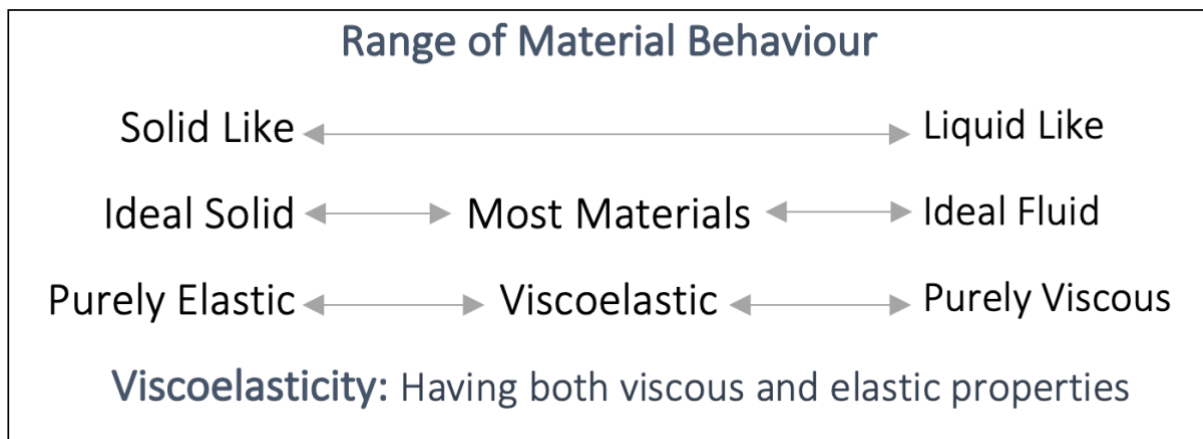 Range of Material Behaviour
Solid Like Liquid Like
Ideal Solid Most Materials Ideal Fluid
Purely Elastic Viscoelastic Purely Viscous
Viscoelasticity: Having both viscous and elastic properties